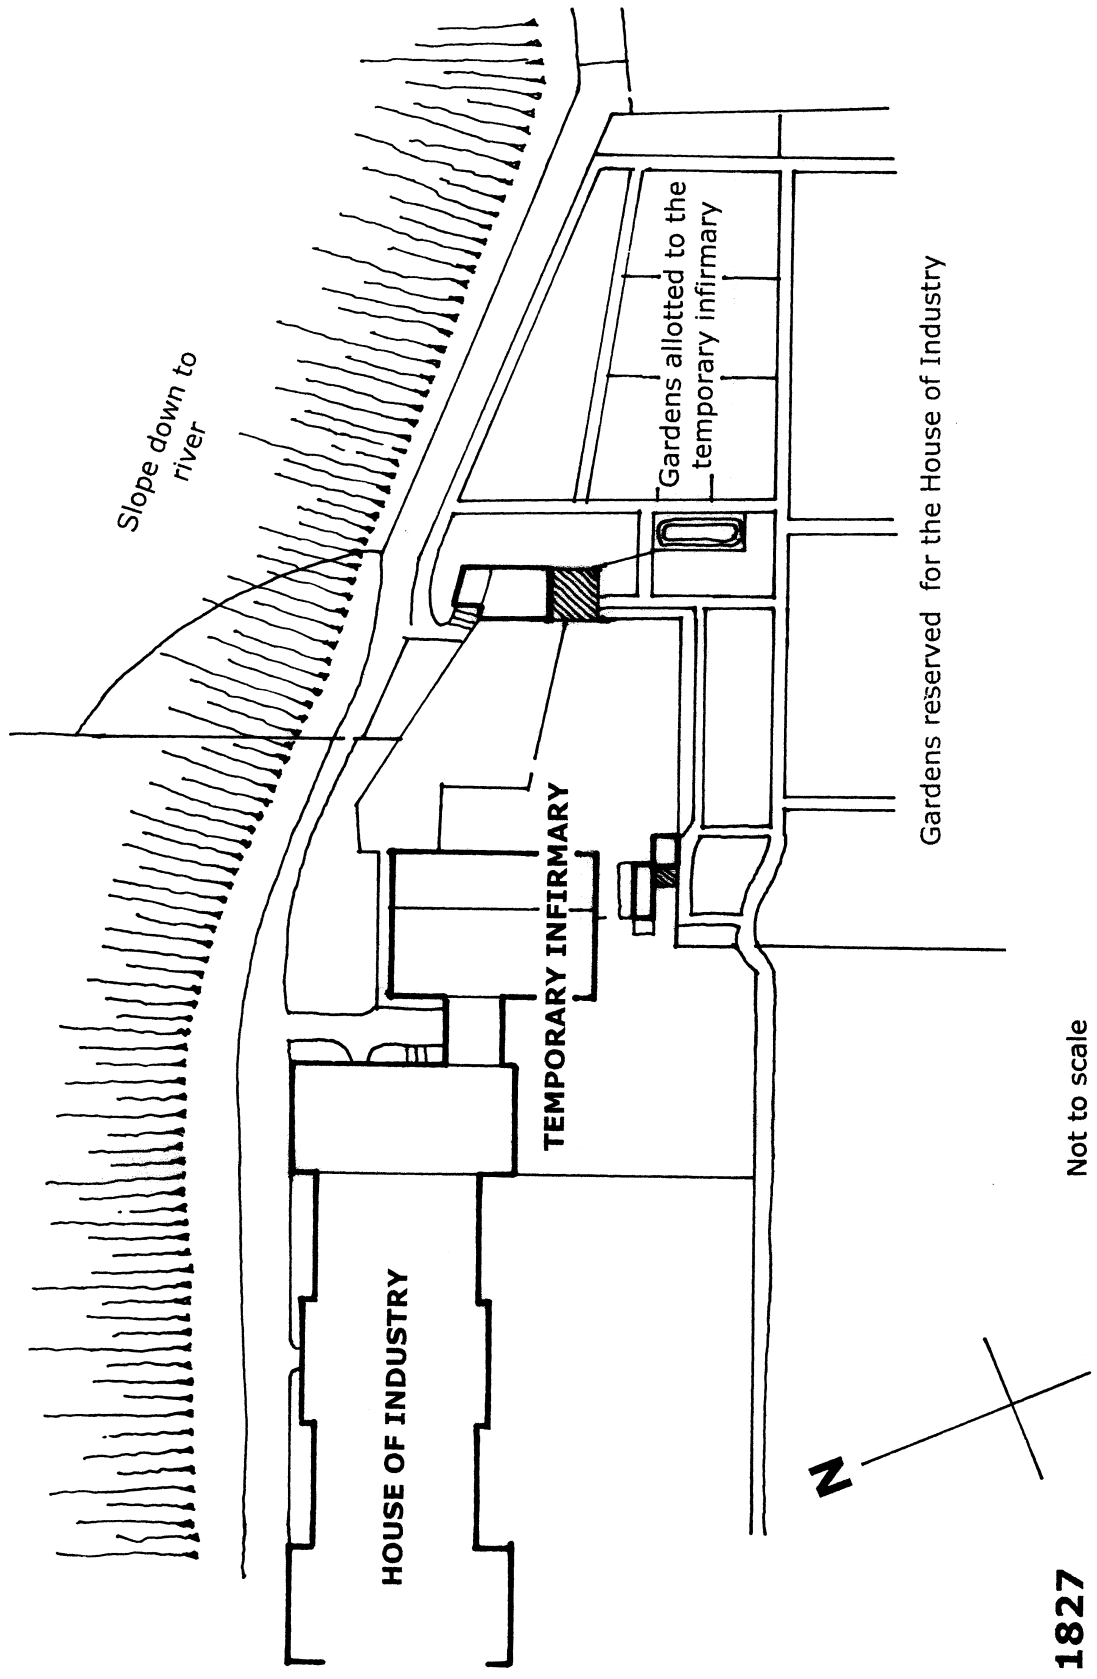 Slope down to
river
HOUSE OF INDUSTRY
TEMPORARY INFIRMARY
Gardens allotted to the
temporary infirmary
Gardens reserved for the House of Industry
N
Not to scale
1827